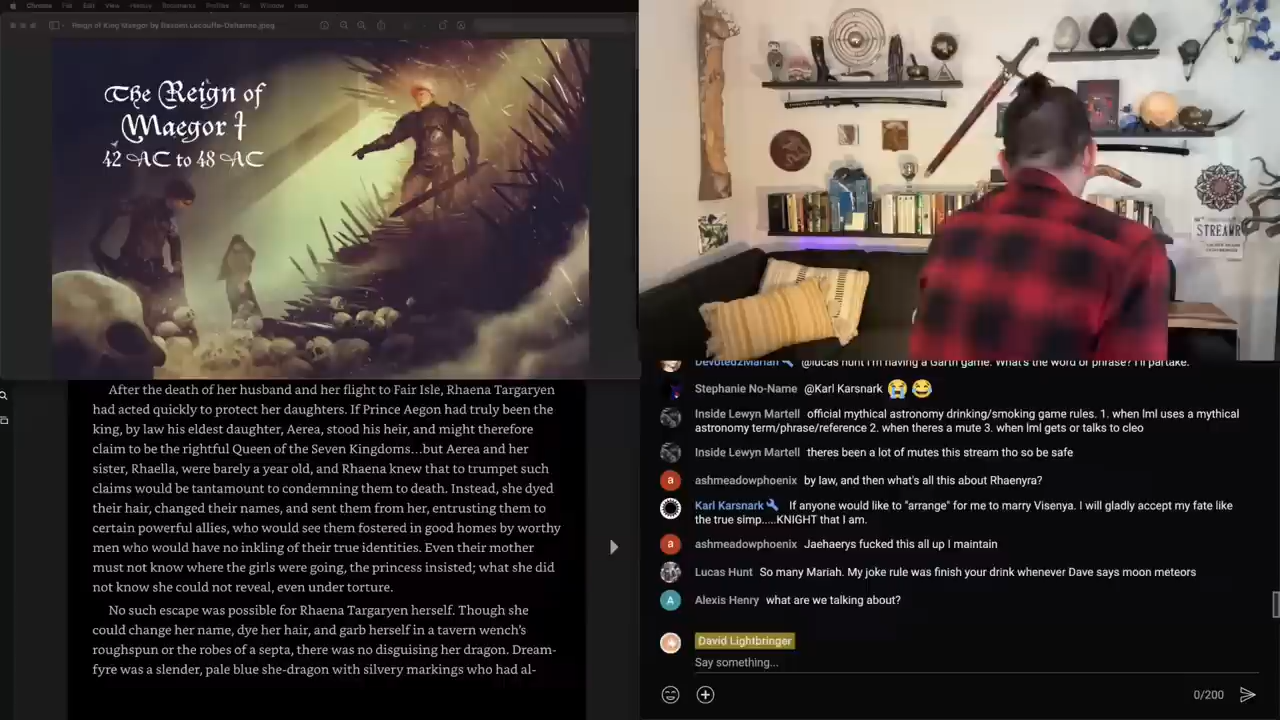 Chrome File Edit View History Bookmarks Profiles Tab Window Help
Reign of King Maegor by
The Reign of
Maegor I
42 AC to 48 AC
After the death of her husband and her flight to Fair Isle, Rhaena Targaryen
had acted quickly to protect her daughters. If Prince Aegon had truly been the
king, by law his eldest daughter, Aerea, stood his heir, and might therefore
claim to be the rightful Queen of the Seven Kingdoms…but Aerea and her
sister, Rhaella, were barely a year old, and Rhaena knew that to trumpet such
claims would be tantamount to condemning them to death. Instead, she dyed
their hair, changed their names, and sent them from her, entrusting them to
certain powerful allies, who would see them fostered in good homes by worthy
men who would have no inkling of their true identities. Even their mother
must not know where the girls were going, the princess insisted; what she did
not know she could not reveal, even under torture.
No such escape was possible for Rhaena Targaryen herself. Though she
could change her name, dye her hair, and garb herself in a tavern wench's
roughspun or the robes of a septa, there was no disguising her dragon. Dream-
fyre was a slender, pale blue she-dragon with silvery markings who had al-
STREAMR
Devoted2Mariah @lucas hunt I'm having a Garth game. What's the word or phrase? I'll partake.
Stephanie No-Name @Karl Karsnark 😭 😂
Inside Lewyn Martell official mythical astronomy drinking/smoking game rules. 1. when lml uses a mythical
astronomy term/phrase/reference 2. when theres a mute 3. when lml gets or talks to cleo
Inside Lewyn Martell theres been a lot of mutes this stream tho so be safe
a ashmeadowphoenix by law, and then what's all this about Rhaenyra?
Karl Karsnark If anyone would like to "arrange" for me to marry Visenya. I will gladly accept my fate like
the true simp.....KNIGHT that I am.
a ashmeadowphoenix Jaehaerys fucked this all up I maintain
Lucas Hunt So many Mariah. My joke rule was finish your drink whenever Dave says moon meteors
A Alexis Henry what are we talking about?
David Lightbringer
Say something...
0/200